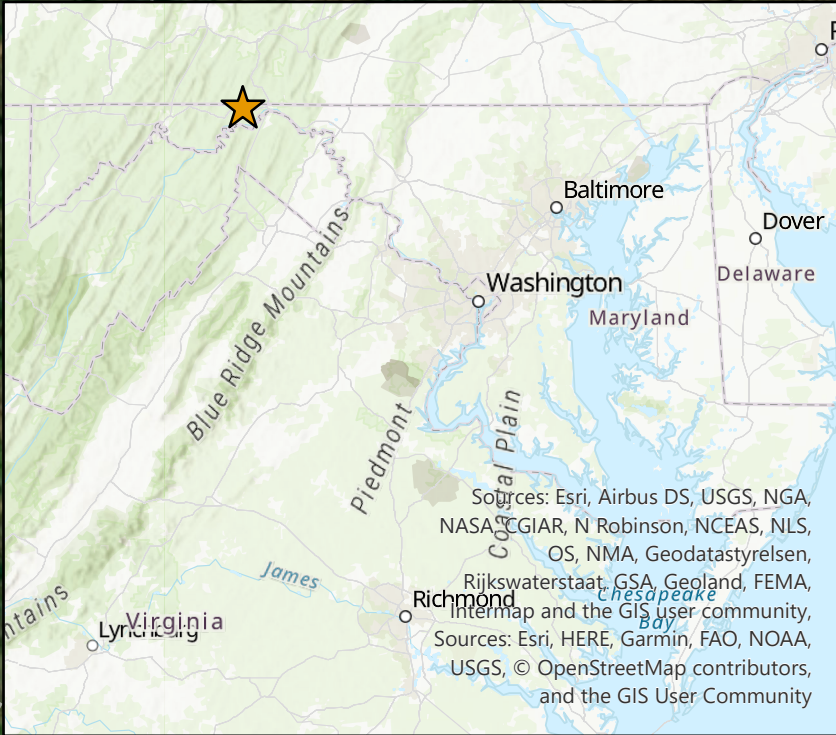 P
Baltimore
Dover
Delaware
Washington
Maryland
Blue Ridge Mountains
Piedmont
Coastal Plain
Sources: Esri, Airbus DS, USGS, NGA,
NASA, CGIAR, N Robinson, NCEAS, NLS,
OS, NMA, Geodatastyrelsen,
Rijkswaterstaat, GSA, Geoland, FEMA,
Intermap and the GIS user community,
Sources: Esri, HERE, Garmin, FAO, NOAA,
USGS, © OpenStreetMap contributors,
and the GIS User Community
James
Richmond
Chesapeake
Bay
ntains
Virginia
Lynchburg